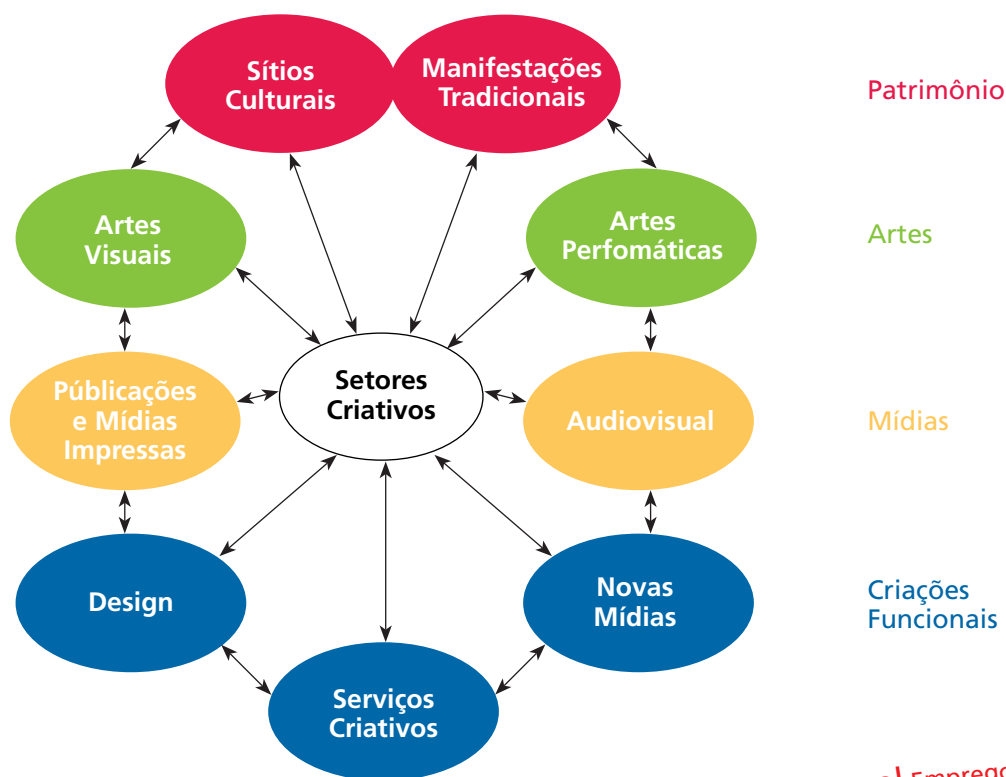 Sítios
Culturais
Manifestações
Tradicionais
Patrimônio
Artes
Visuais
Artes
Perfomáticas
Artes
Setores
Criativos
Públicações
e Mídias
Impressas
Audiovisual
Mídias
Design
Novas
Mídias
Criações
Funcionais
Serviços
Criativos